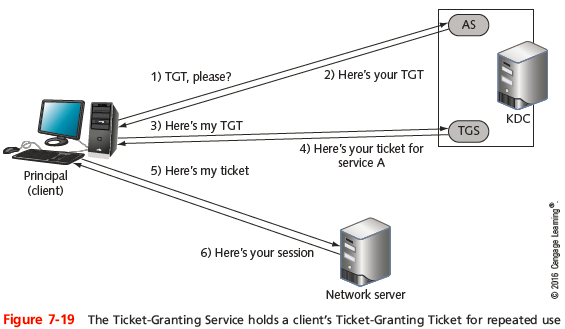 AS
1) TGT, please?
2) Here's your TGT
KDC
3) Here's my TGT
TGS
4) Here's your ticket for
service A
Principal
(client)
5) Here's my ticket
6) Here's your session
Network server
© 2016 Cengage Learning®.
Figure 7-19 The Ticket-Granting Service holds a client's Ticket-Granting Ticket for repeated use